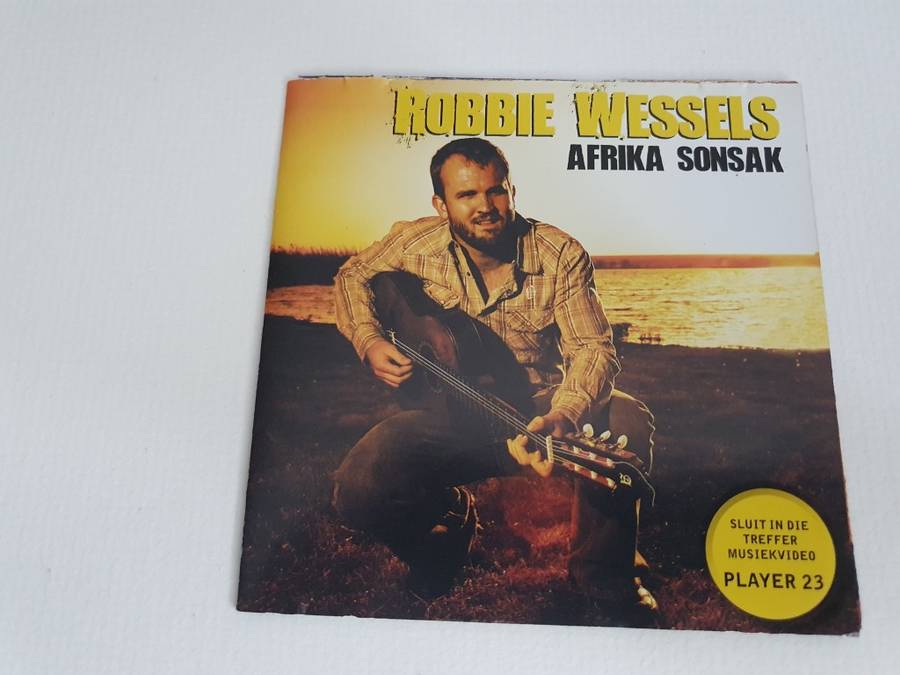 ROBBIE WESSELS
AFRIKA SONSAK
SLUIT IN DIE
TREFFER
MUSIEKVIDEO
PLAYER 23